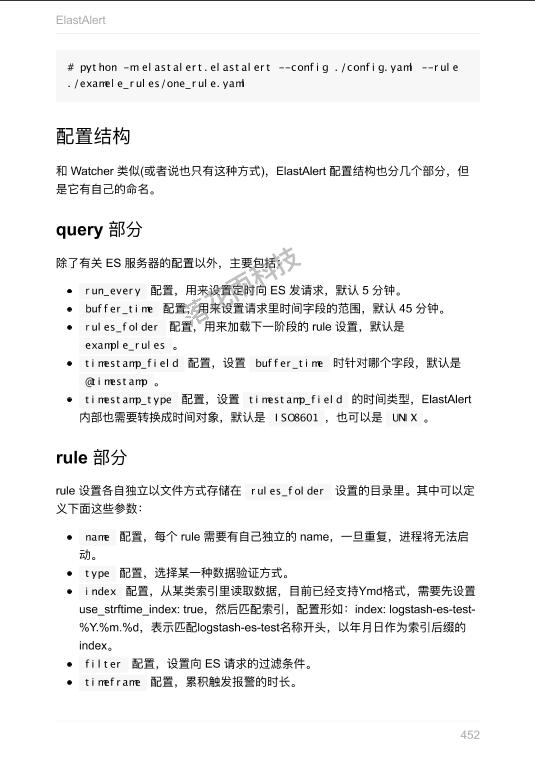 ElastAlert
# python -m elastalert.elastalert --config ./config.yaml --rule
./examele_rules/one_rule.yaml
配置结构
和 Watcher 类似(或者说也只有这种方式)，ElastAlert 配置结构也分几个部分，但
是它有自己的命名。
query 部分
除了有关 ES 服务器的配置以外，主要包括：
• run_every 配置，用来设置定时向 ES 发请求，默认 5 分钟。
• buffer_time 配置，用来设置请求里时间字段的范围，默认 45 分钟。
• rules_folder 配置，用来加载下一阶段的 rule 设置，默认是
example_rules 。
• timestamp_field 配置，设置 buffer_time 时针对哪个字段，默认是
@timestamp 。
• timestamp_type 配置，设置 timestamp_field 的时间类型，ElastAlert
内部也需要转换成时间对象，默认是 ISO8601 ，也可以是 UNIX 。
落花雨科技
rule 部分
rule 设置各自独立以文件方式存储在 rules_folder 设置的目录里。其中可以定
义下面这些参数：
• name 配置，每个 rule 需要有自己独立的 name，一旦重复，进程将无法启
动。
• type 配置，选择某一种数据验证方式。
• index 配置，从某类索引里读取数据，目前已经支持Ymd格式，需要先设置
use_strftime_index: true，然后匹配索引，配置形如：index: logstash-es-test-
%Y.%m.%d，表示匹配logstash-es-test名称开头，以年月日作为索引后缀的
index。
• filter 配置，设置向 ES 请求的过滤条件。
• timeframe 配置，累积触发报警的时长。
452